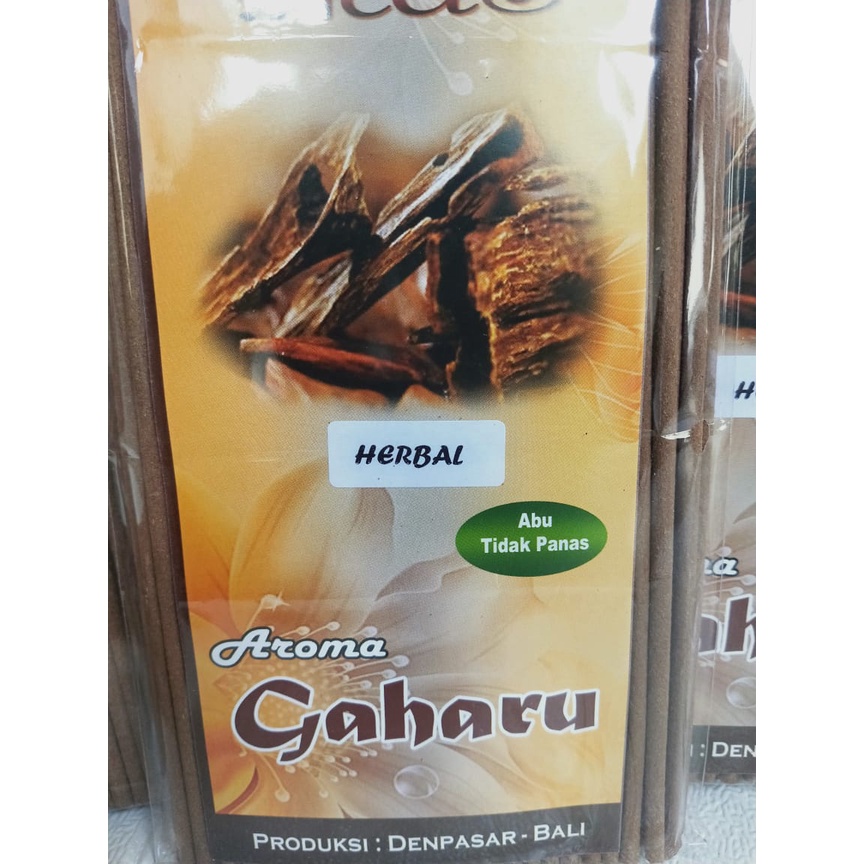 HERBAL
Abu
Tidak Panas
Aroma
Gaharu
PRODUKSI : DENPASAR - BALI